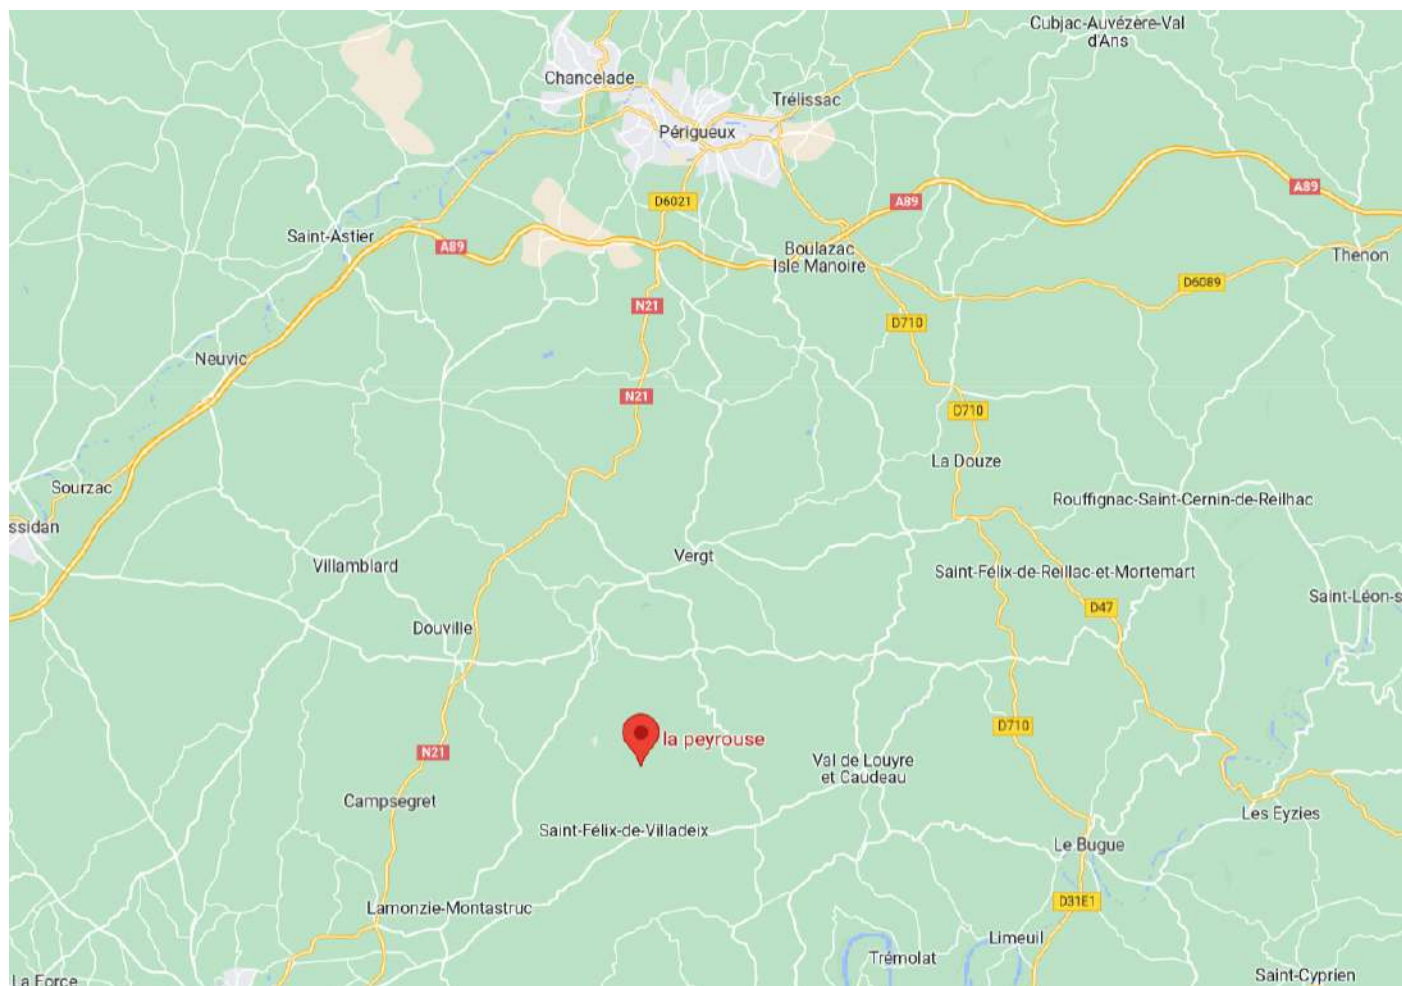 Cubjac-Auvézère-Val
d'Ans
Chancelade
Trélissac
Périgueux
D6021
A89
A89
Saint-Astier
A89
Boulazac
Isle Manoire
Thenon
D6089
N21
D710
Neuvic
N21
D710
La Douze
Sourzac
Rouffignac-Saint-Cernin-de-Reilhac
ssidan
Vergt
Villamblard
Saint-Félix-de-Reillac-et-Mortemart
Saint-Léon-s
D47
Douville
D710
la peyrouse
N21
Val de Louyre
et Caudeau
Campsegret
Les Eyzies
Saint-Félix-de-Villadeix
Le Bugue
D31E1
Lamonzie-Montastruc
Limeuil
Trémolat
Saint-Cyprien
La Force